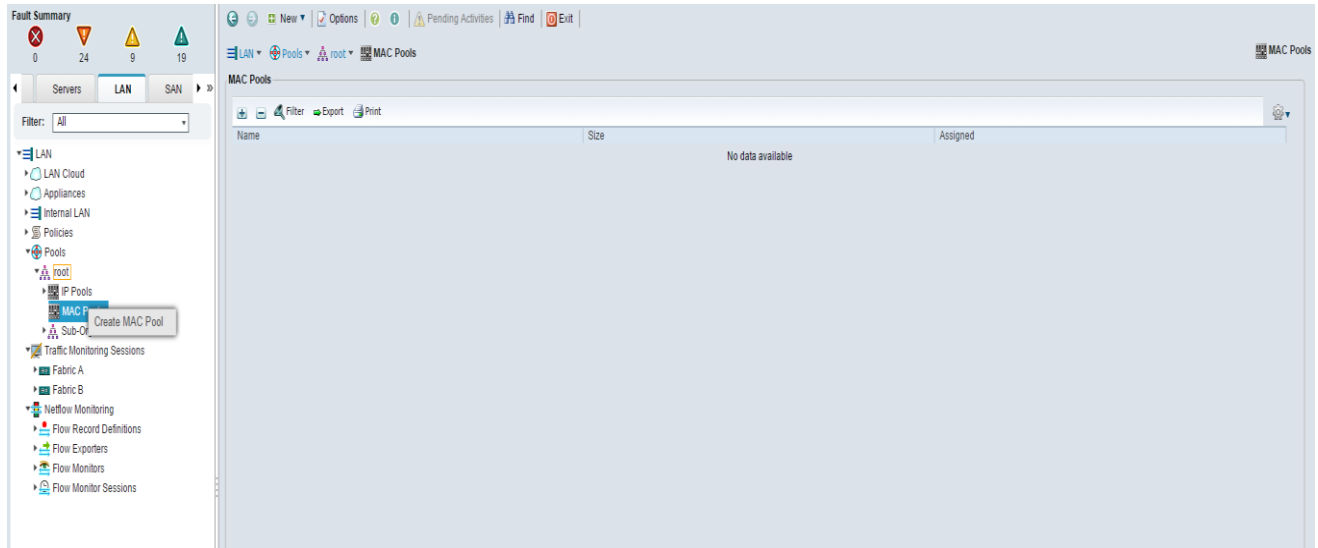 Fault Summary
0 24 9 19
Servers LAN SAN
Filter: All
LAN
LAN Cloud
Appliances
Internal LAN
Policies
Pools
root
IP Pools
MAC P
Create MAC Pool
Sub-Or
Traffic Monitoring Sessions
Fabric A
Fabric B
Netflow Monitoring
Flow Record Definitions
Flow Exporters
Flow Monitors
Flow Monitor Sessions
New Options Pending Activities Find Exit
LAN Pools root MAC Pools MAC Pools
MAC Pools
Filter Export Print
Name Size Assigned
No data available